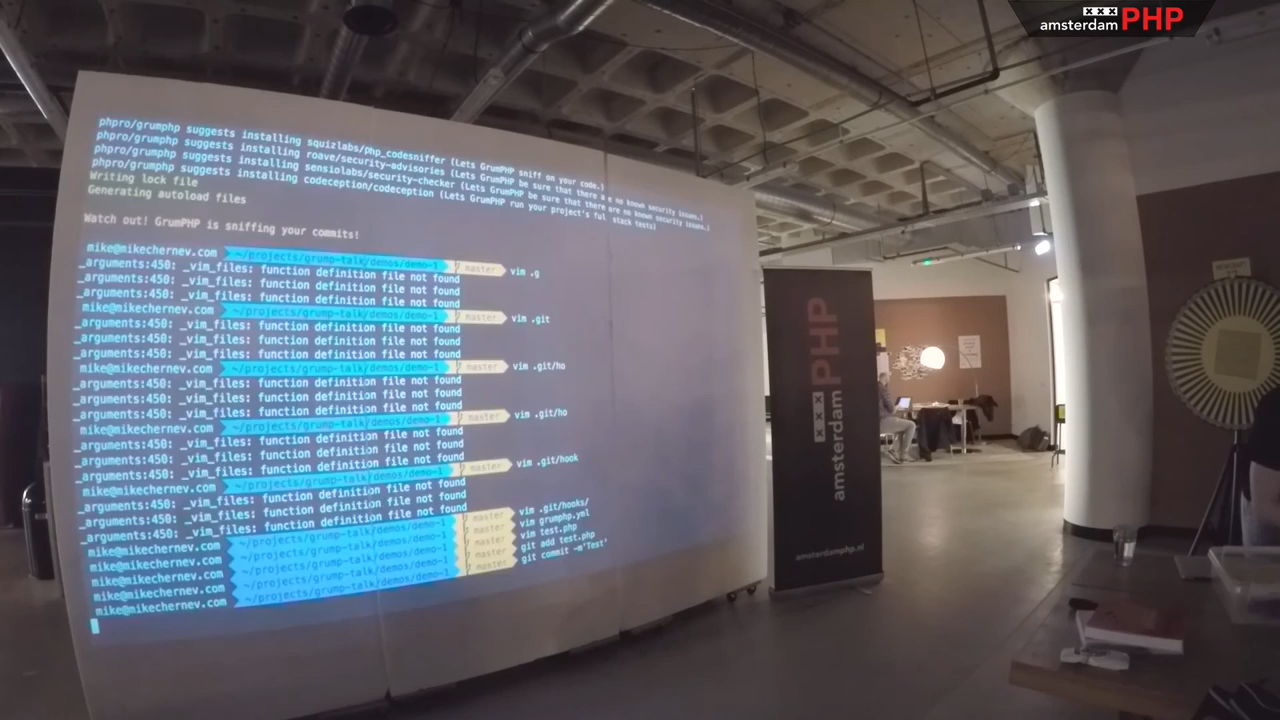 amsterdamPHP
phpro/grumphp suggests installing squizlabs/php_codesniffer (Lets GrumPHP sniff on your code.)
phpro/grumphp suggests installing roave/security-advisories (Lets GrumPHP be sure that there are no known security issues.)
phpro/grumphp suggests installing sensiolabs/security-checker (Lets GrumPHP be sure that there are no known security issues.)
phpro/grumphp suggests installing codeception/codeception (Lets GrumPHP run your project's ful stack tests)
Writing lock file
Generating autoload files
Watch out! GrumPHP is sniffing your commits!
mike@mikechernev.com ~/projects/grump-talk/demos/demo-1 master vim .g
_arguments:450: _vim_files: function definition file not found
_arguments:450: _vim_files: function definition file not found
_arguments:450: _vim_files: function definition file not found
mike@mikechernev.com ~/projects/grump-talk/demos/demo-1 master vim .git
_arguments:450: _vim_files: function definition file not found
_arguments:450: _vim_files: function definition file not found
_arguments:450: _vim_files: function definition file not found
mike@mikechernev.com ~/projects/grump-talk/demos/demo-1 master vim .git/ho
_arguments:450: _vim_files: function definition file not found
_arguments:450: _vim_files: function definition file not found
_arguments:450: _vim_files: function definition file not found
mike@mikechernev.com ~/projects/grump-talk/demos/demo-1 master vim .git/ho
_arguments:450: _vim_files: function definition file not found
_arguments:450: _vim_files: function definition file not found
_arguments:450: _vim_files: function definition file not found
mike@mikechernev.com ~/projects/grump-talk/demos/demo-1 master vim .git/hook
_arguments:450: _vim_files: function definition file not found
_arguments:450: _vim_files: function definition file not found
_arguments:450: _vim_files: function definition file not found
mike@mikechernev.com ~/projects/grump-talk/demos/demo-1 master vim .git/hooks/
mike@mikechernev.com ~/projects/grump-talk/demos/demo-1 master vim grumphp.yml
mike@mikechernev.com ~/projects/grump-talk/demos/demo-1 master vim test.php
mike@mikechernev.com ~/projects/grump-talk/demos/demo-1 master git add test.php
mike@mikechernev.com ~/projects/grump-talk/demos/demo-1 master git commit -m"Test"
amsterdamPHP
amsterdamphp.nl